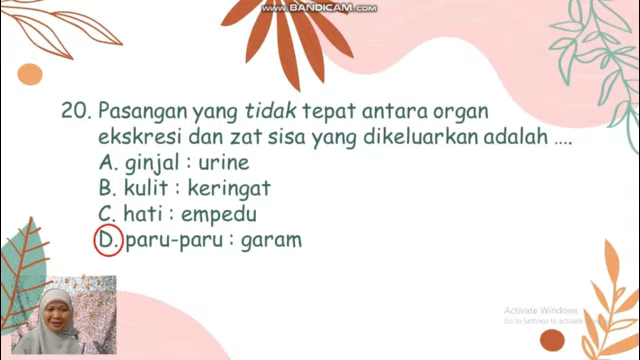 www.BANDICAM.com
20. Pasangan yang tidak tepat antara organ
ekskresi dan zat sisa yang dikeluarkan adalah ....
A. ginjal : urine
B. kulit : keringat
C. hati : empedu
D. paru-paru : garam
Activate Windows
Go to Settings to activate